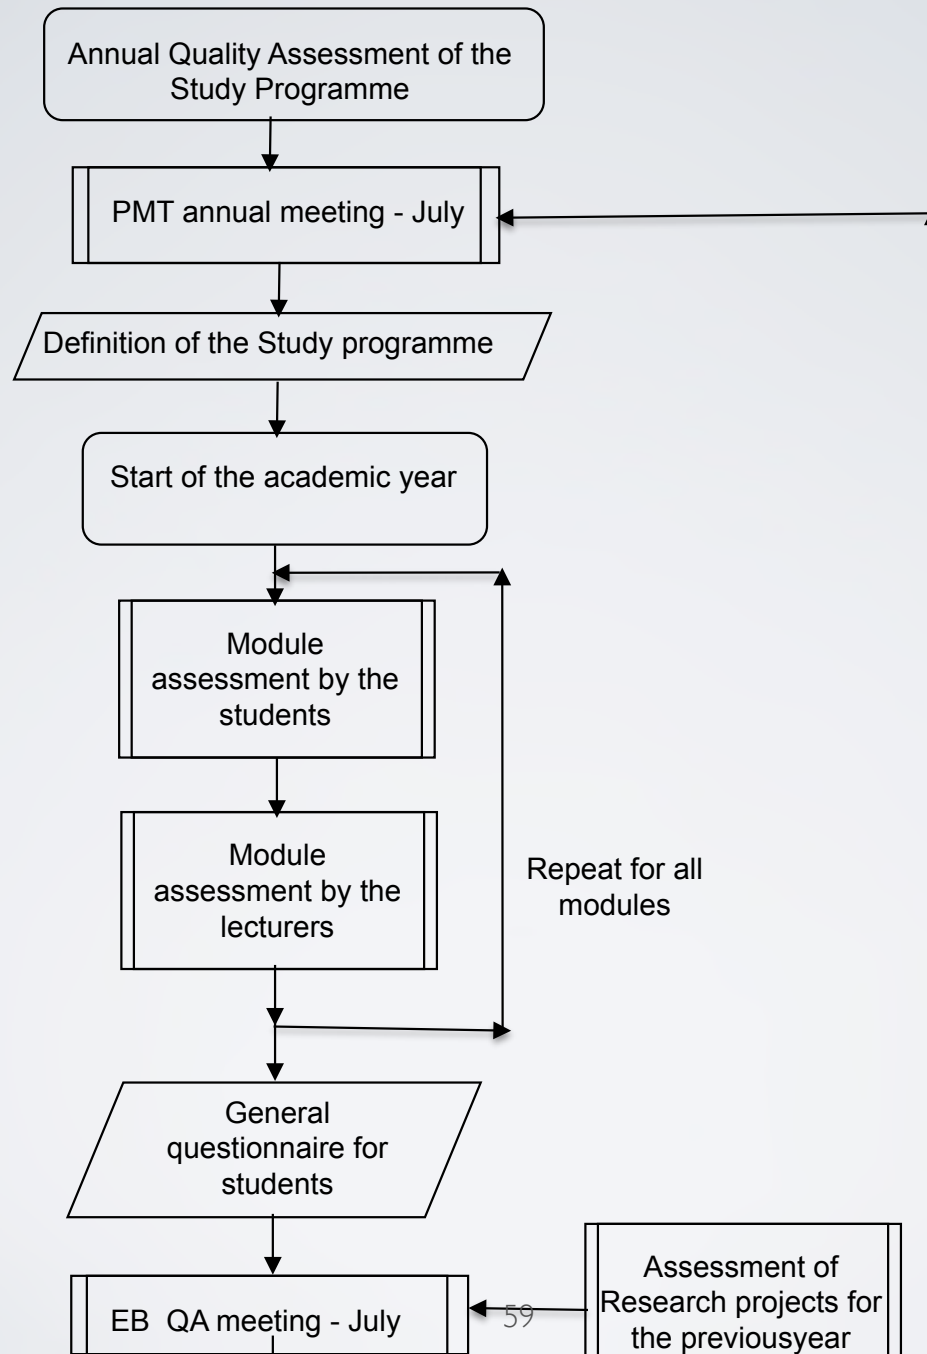 Annual Quality Assessment of the
Study Programme
PMT annual meeting - July
Definition of the Study programme
Start of the academic year
Module
assessment by the
students
Module
assessment by the
lecturers
Repeat for all
modules
General
questionnaire for
students
EB QA meeting - July
59
Assessment of
Research projects for
the previousyear